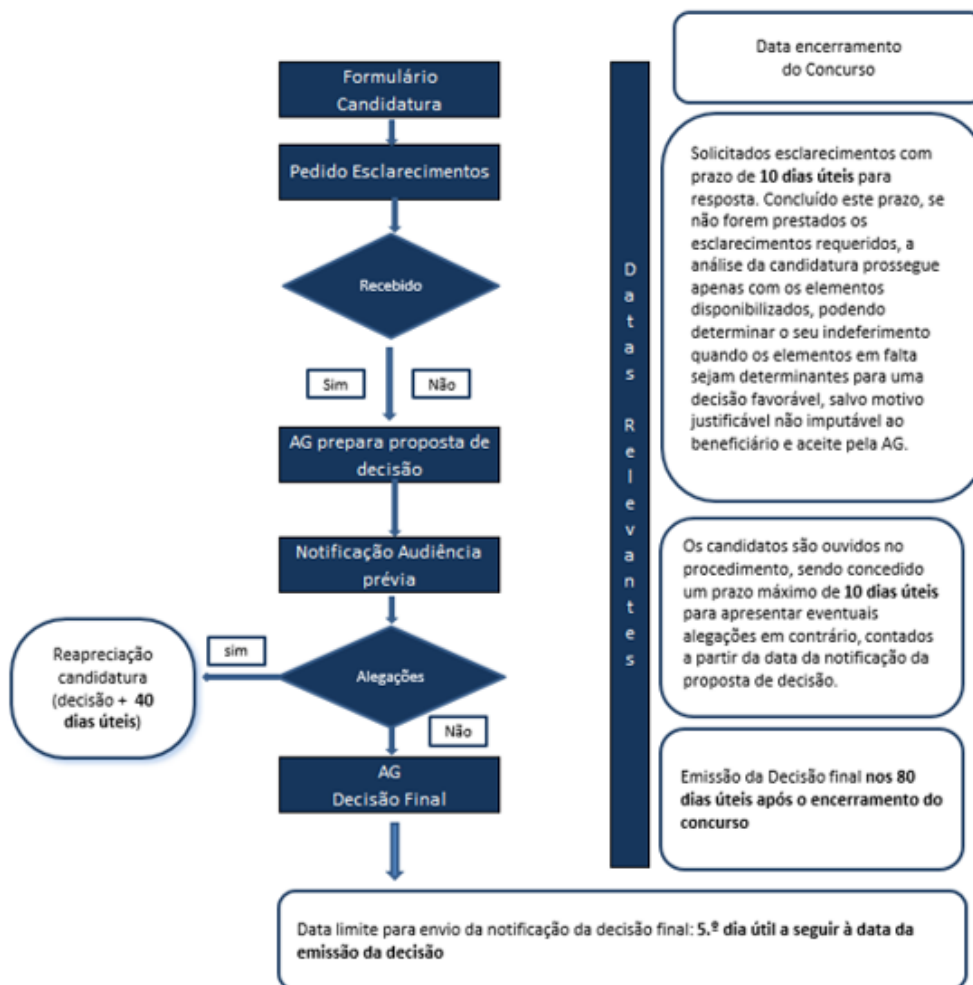 Formulário
Candidatura
Pedido Esclarecimentos
Recebido
Sim
Não
AG prepara proposta de
decisão
Notificação Audiência
prévia
Alegações
sim
Reapreciação
candidatura
(decisão + 40
dias úteis)
Não
AG
Decisão Final
Datas Relevantes
Data encerramento
do Concurso
Solicitados esclarecimentos com
prazo de 10 dias úteis para
resposta. Concluído este prazo, se
não forem prestados os
esclarecimentos requeridos, a
análise da candidatura prossegue
apenas com os elementos
disponibilizados, podendo
determinar o seu indeferimento
quando os elementos em falta
sejam determinantes para uma
decisão favorável, salvo motivo
justificável não imputável ao
beneficiário e aceite pela AG.
Os candidatos são ouvidos no
procedimento, sendo concedido
um prazo máximo de 10 dias úteis
para apresentar eventuais
alegações em contrário, contados
a partir da data da notificação da
proposta de decisão.
Emissão da Decisão final nos 80
dias úteis após o encerramento do
concurso
Data limite para envio da notificação da decisão final: 5.º dia útil a seguir à data da
emissão da decisão